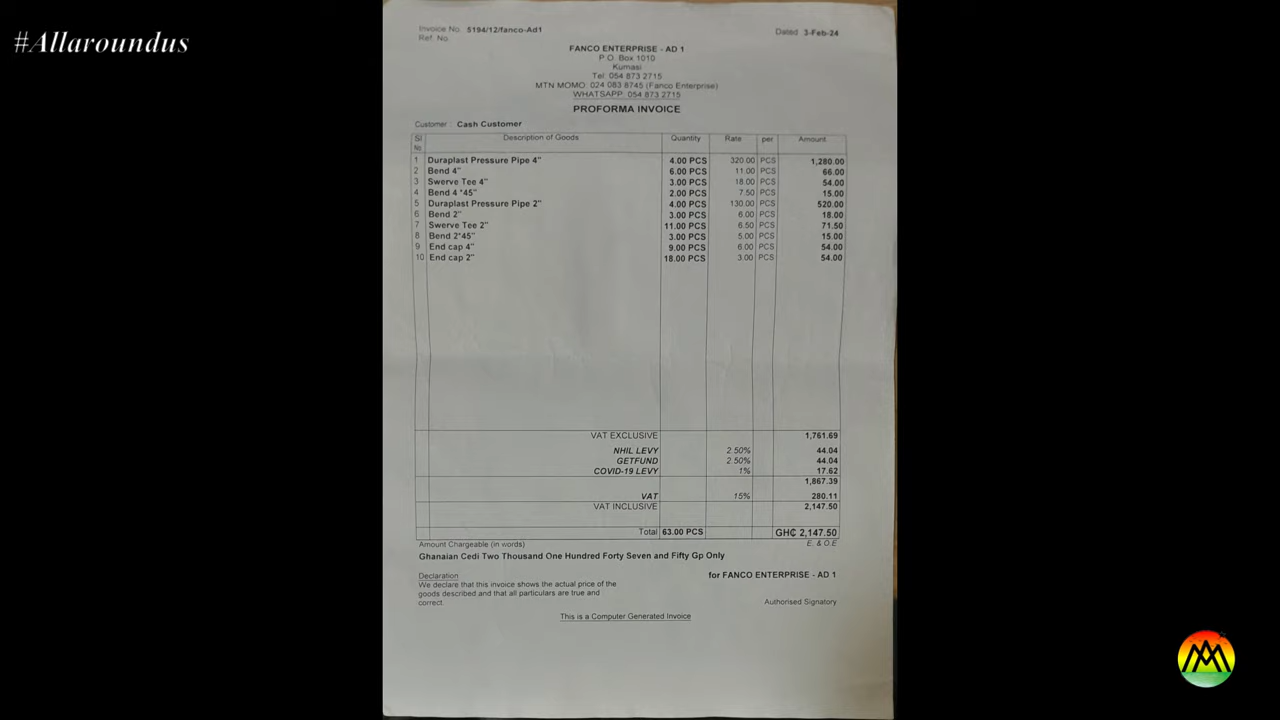 #Allaroundus
Invoice No. 5194/12/fanco-Ad1
Dated 3-Feb-24
Ref. No.
FANCO ENTERPRISE - AD 1
P.O. Box 1010
Kumasi
Tel: 054 873 2715
MTN MOMO: 024 083 8745 (Fanco Enterprise)
WHATSAPP: 054 873 2715
PROFORMA INVOICE
Customer : Cash Customer
Sl No Description of Goods Quantity Rate per Amount
1 Duraplast Pressure Pipe 4" 4.00 PCS 320.00 PCS 1,280.00
2 Bend 4" 6.00 PCS 11.00 PCS 66.00
3 Swerve Tee 4" 3.00 PCS 18.00 PCS 54.00
4 Bend 4 *45" 2.00 PCS 7.50 PCS 15.00
5 Duraplast Pressure Pipe 2" 4.00 PCS 130.00 PCS 520.00
6 Bend 2" 3.00 PCS 6.00 PCS 18.00
7 Swerve Tee 2" 11.00 PCS 6.50 PCS 71.50
8 Bend 2*45" 3.00 PCS 5.00 PCS 15.00
9 End cap 4" 9.00 PCS 6.00 PCS 54.00
10 End cap 2" 18.00 PCS 3.00 PCS 54.00
VAT EXCLUSIVE 1,761.69
NHIL LEVY 2.50% 44.04
GETFUND 2.50% 44.04
COVID-19 LEVY 1% 17.62
1,867.39
VAT 15% 280.11
VAT INCLUSIVE 2,147.50
Total 63.00 PCS GH₵ 2,147.50
Amount Chargeable (in words) E. & O.E
Ghanaian Cedi Two Thousand One Hundred Forty Seven and Fifty Gp Only
Declaration
We declare that this invoice shows the actual price of the
goods described and that all particulars are true and
correct.
for FANCO ENTERPRISE - AD 1
Authorised Signatory
This is a Computer Generated Invoice